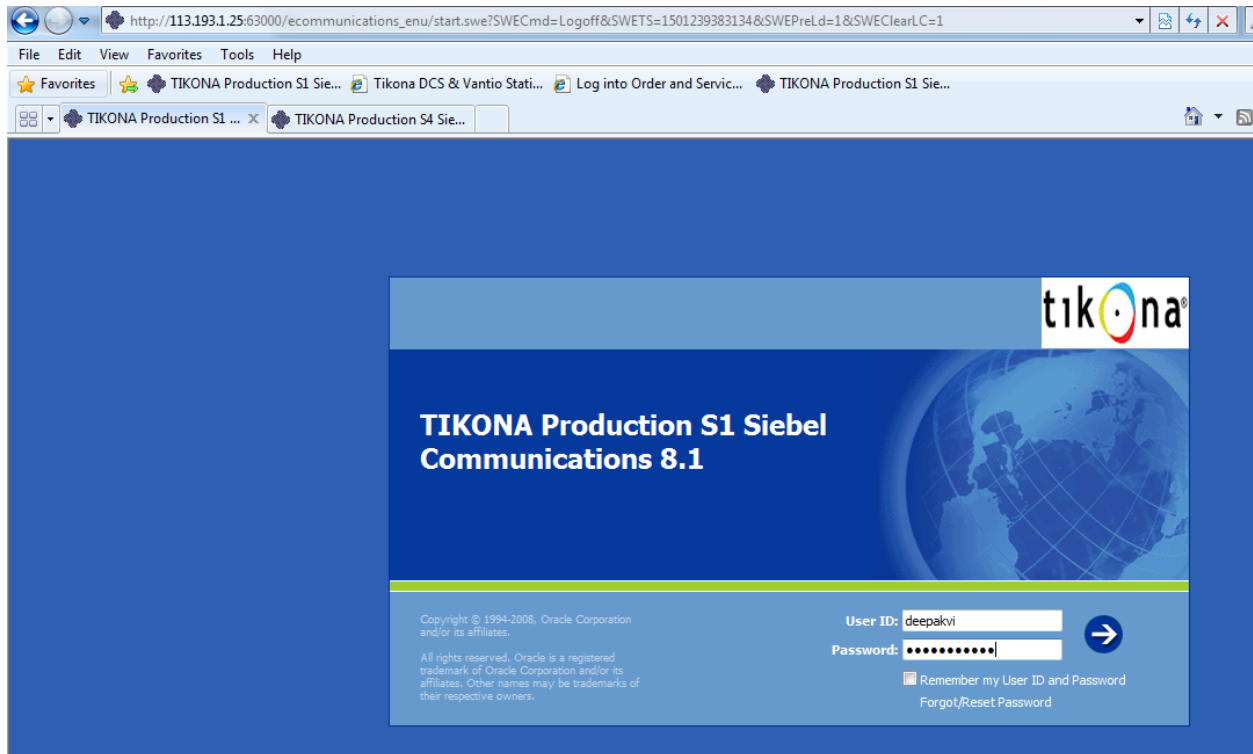 http://113.193.1.25:63000/ecommunications_enu/start.swe?SWECmd=Logoff&SWETS=1501239383134&SWEPreLd=1&SWEClearLC=1
File Edit View Favorites Tools Help
Favorites TIKONA Production S1 Sie... Tikona DCS & Vantio Stati... Log into Order and Servic... TIKONA Production S1 Sie...
TIKONA Production S1 ... X TIKONA Production S4 Sie...
tıkona®
TIKONA Production S1 Siebel
Communications 8.1
Copyright © 1994-2008, Oracle Corporation
and/or its affiliates.
All rights reserved. Oracle is a registered
trademark of Oracle Corporation and/or its
affiliates. Other names may be trademarks of
their respective owners.
User ID: deepakvi
Password: •••••••••••
Remember my User ID and Password
Forgot/Reset Password